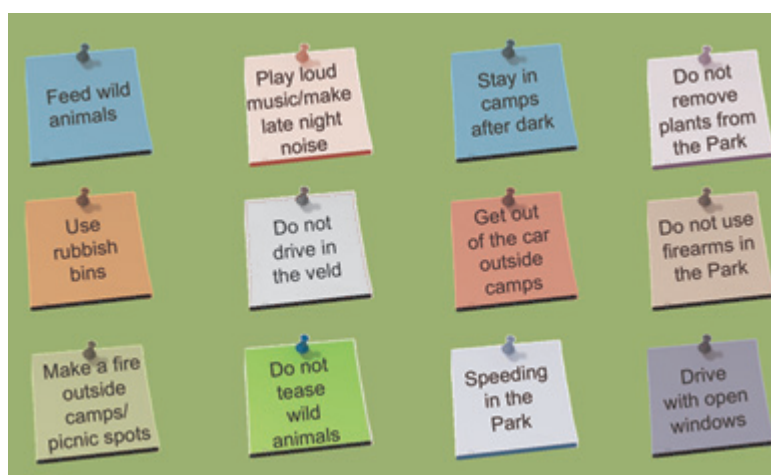 Feed wild
animals
Play loud
music/make
late night
noise
Stay in
camps
after dark
Do not
remove
plants from
the Park
Use
rubbish
bins
Do not
drive in
the veld
Get out
of the car
outside
camps
Do not use
firearms in
the Park
Make a fire
outside
camps/
picnic spots
Do not
tease
wild
animals
Speeding
in the
Park
Drive
with open
windows